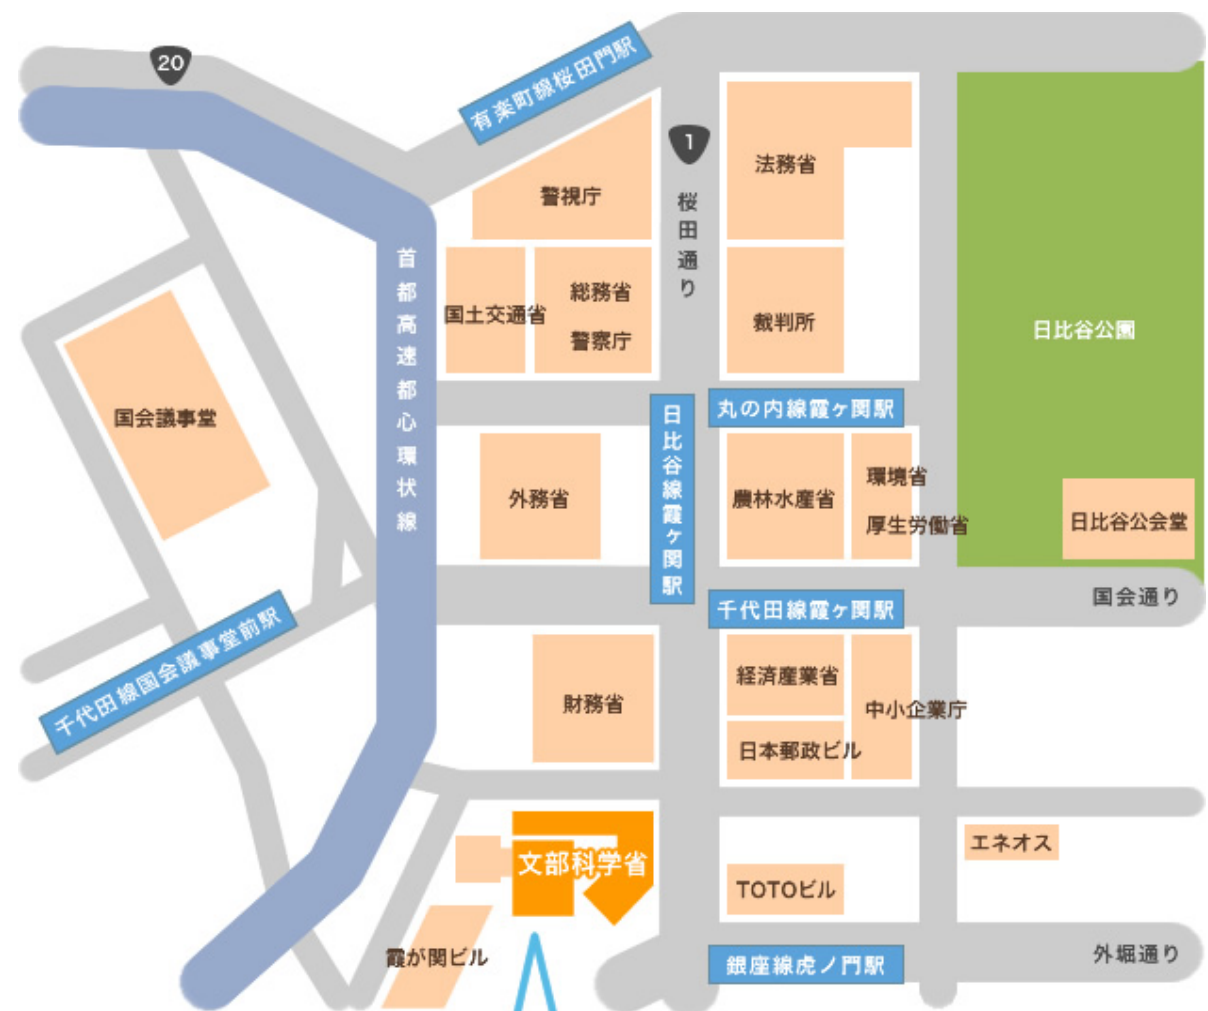 20
有楽町線桜田門駅
1
桜田通り
法務省
警視庁
首都高速都心環状線
国土交通省
総務省
警察庁
裁判所
日比谷公園
国会議事堂
日比谷線霞ヶ関駅
丸の内線霞ヶ関駅
外務省
農林水産省
環境省
厚生労働省
日比谷公会堂
国会通り
千代田線霞ヶ関駅
千代田線国会議事堂前駅
財務省
経済産業省
中小企業庁
日本郵政ビル
文部科学省
エネオス
TOTOビル
霞が関ビル
銀座線虎ノ門駅
外堀通り